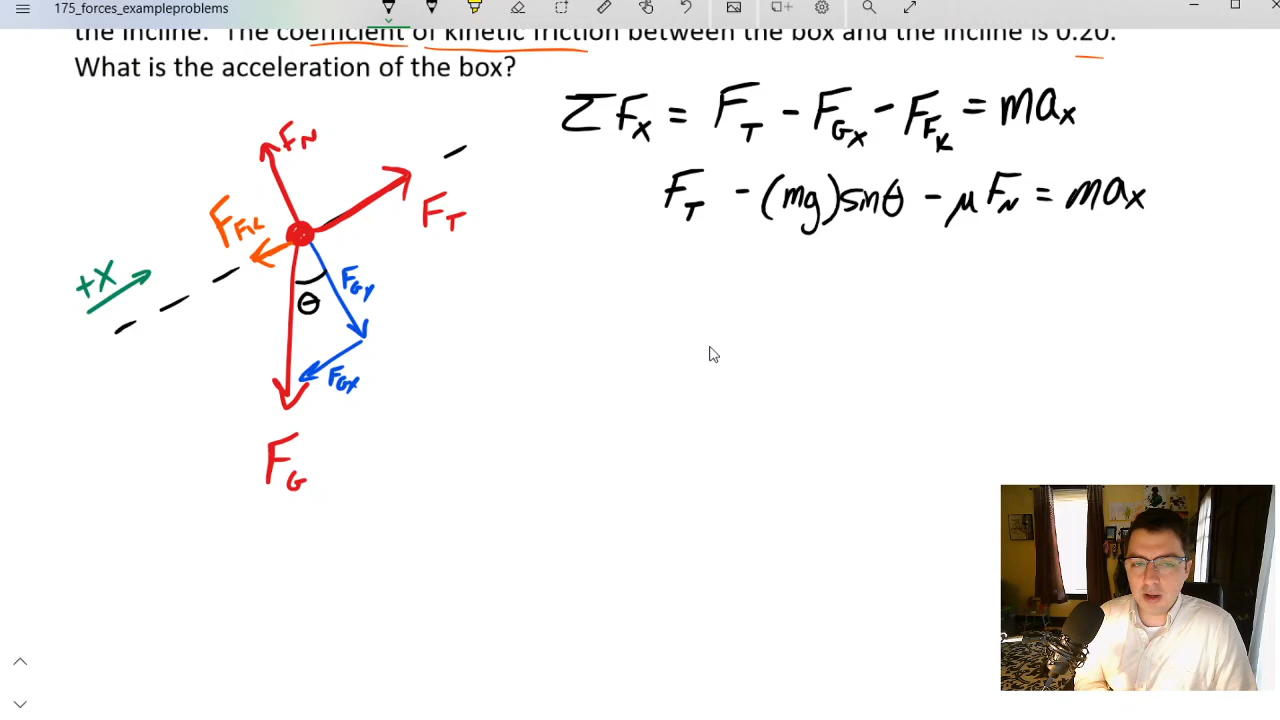 175_forces_exampleproblems
the incline. The coefficient of kinetic friction between the box and the incline is 0.20.
What is the acceleration of the box?
ΣFx = FT - FGx - FFK = max
FT - (mg)sinθ - μFN = max
FN
FT
FFK
+X
θ
FGy
FGx
FG